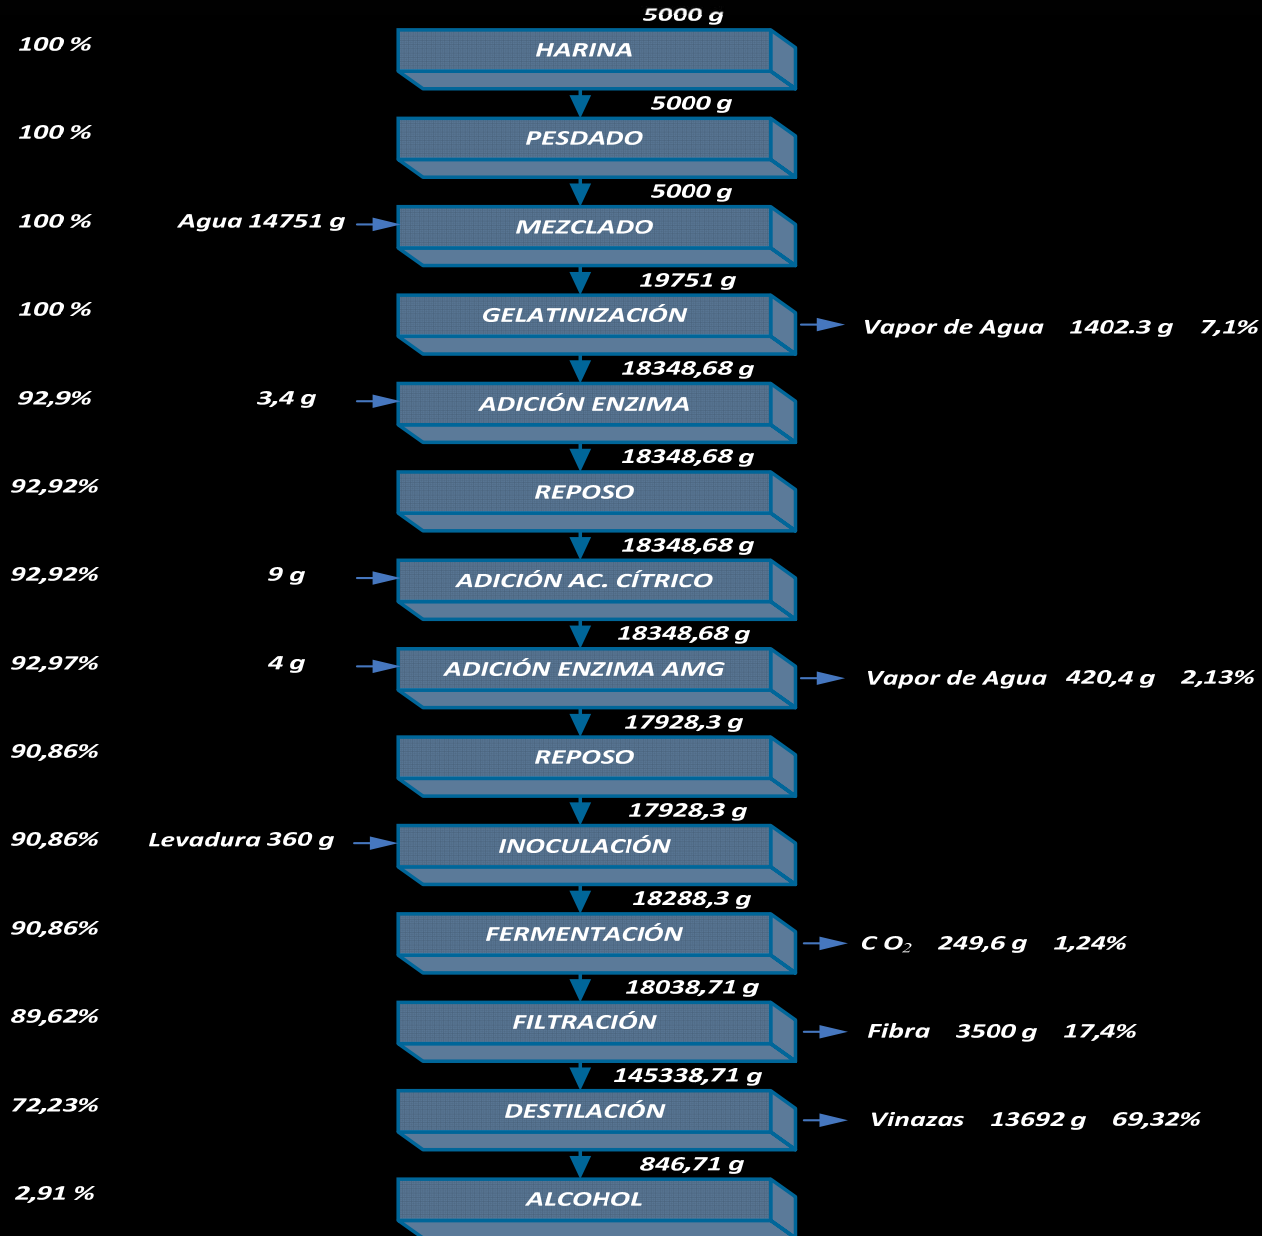 5000 g
100 % HARINA
5000 g
100 % PESDADO
5000 g
100 % Agua 14751 g MEZCLADO
19751 g
100 % GELATINIZACIÓN Vapor de Agua 1402.3 g 7,1%
18348,68 g
92,9% 3,4 g ADICIÓN ENZIMA
18348,68 g
92,92% REPOSO
18348,68 g
92,92% 9 g ADICIÓN AC. CÍTRICO
18348,68 g
92,97% 4 g ADICIÓN ENZIMA AMG Vapor de Agua 420,4 g 2,13%
17928,3 g
90,86% REPOSO
17928,3 g
90,86% Levadura 360 g INOCULACIÓN
18288,3 g
90,86% FERMENTACIÓN C O₂ 249,6 g 1,24%
18038,71 g
89,62% FILTRACIÓN Fibra 3500 g 17,4%
145338,71 g
72,23% DESTILACIÓN Vinazas 13692 g 69,32%
846,71 g
2,91 % ALCOHOL